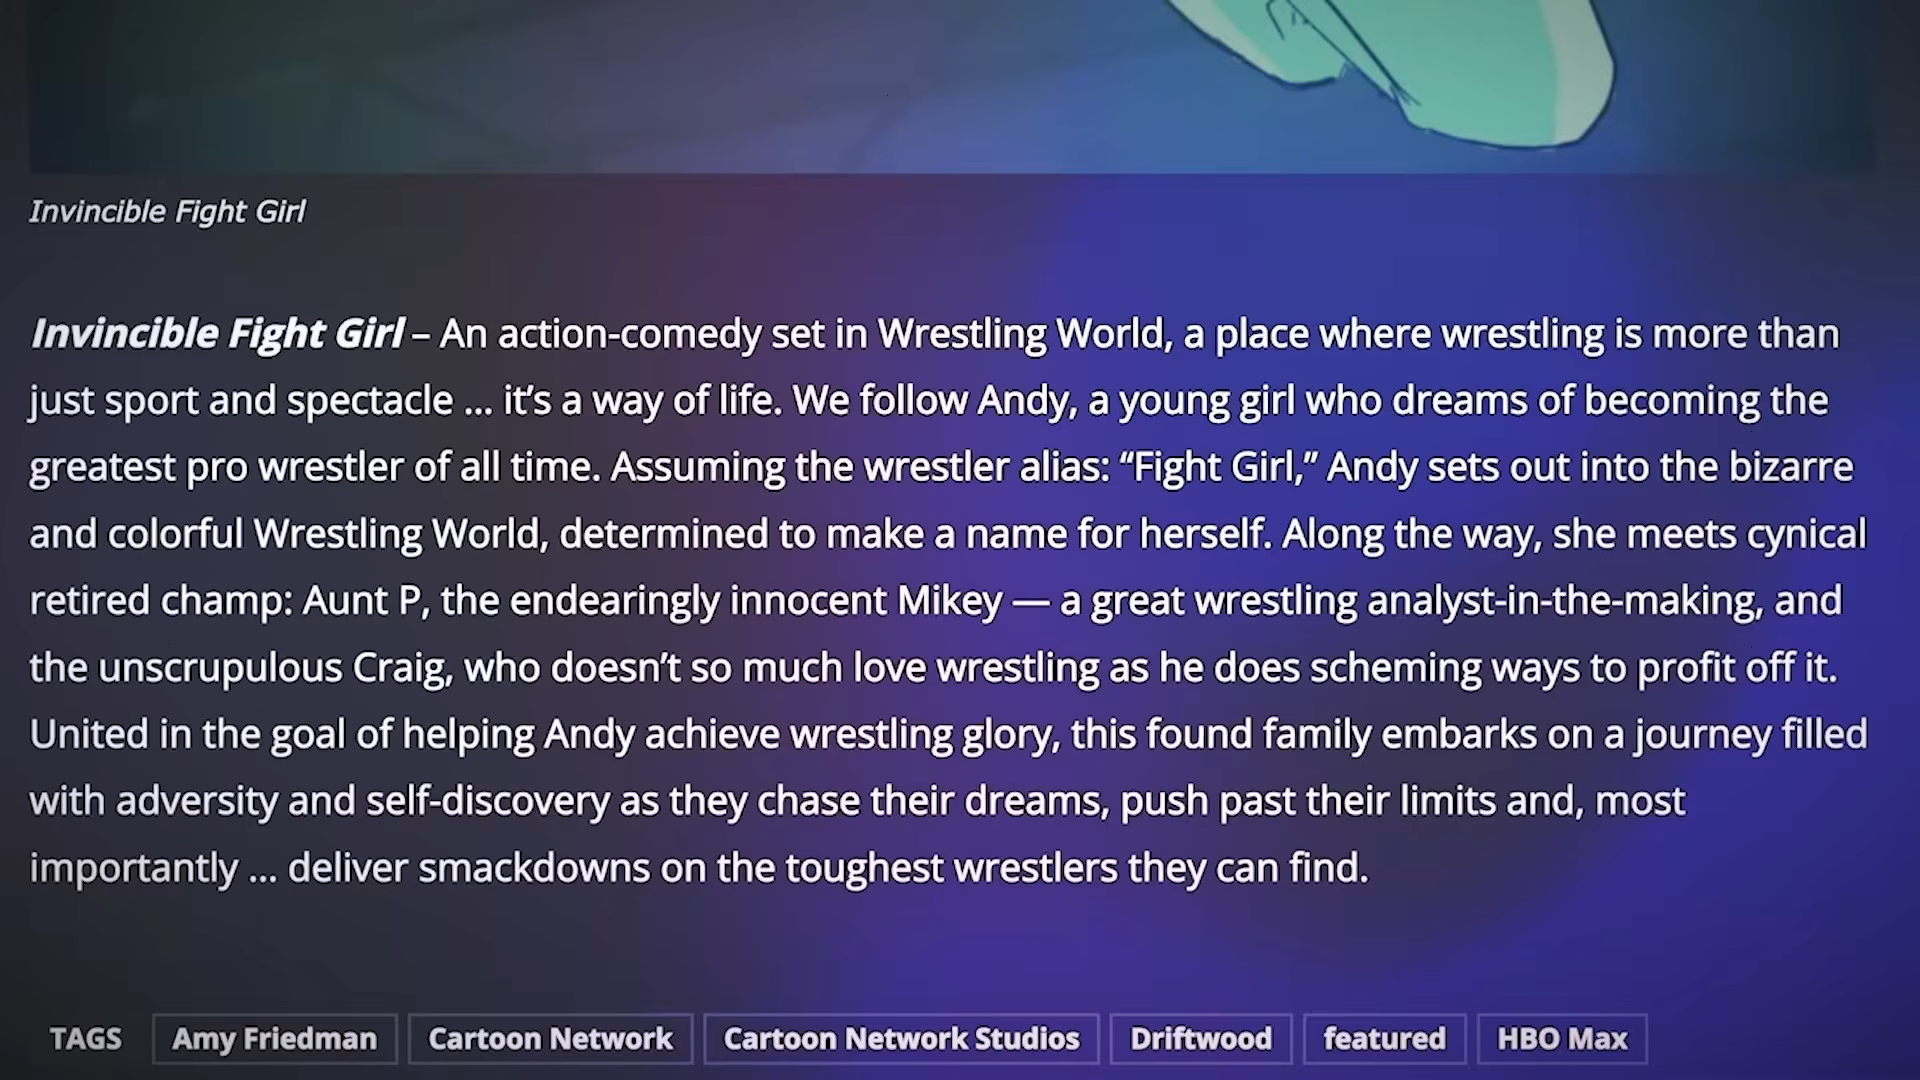 Invincible Fight Girl
Invincible Fight Girl – An action-comedy set in Wrestling World, a place where wrestling is more than
just sport and spectacle … it’s a way of life. We follow Andy, a young girl who dreams of becoming the
greatest pro wrestler of all time. Assuming the wrestler alias: “Fight Girl,” Andy sets out into the bizarre
and colorful Wrestling World, determined to make a name for herself. Along the way, she meets cynical
retired champ: Aunt P, the endearingly innocent Mikey — a great wrestling analyst-in-the-making, and
the unscrupulous Craig, who doesn’t so much love wrestling as he does scheming ways to profit off it.
United in the goal of helping Andy achieve wrestling glory, this found family embarks on a journey filled
with adversity and self-discovery as they chase their dreams, push past their limits and, most
importantly … deliver smackdowns on the toughest wrestlers they can find.
TAGS Amy Friedman Cartoon Network Cartoon Network Studios Driftwood featured HBO Max